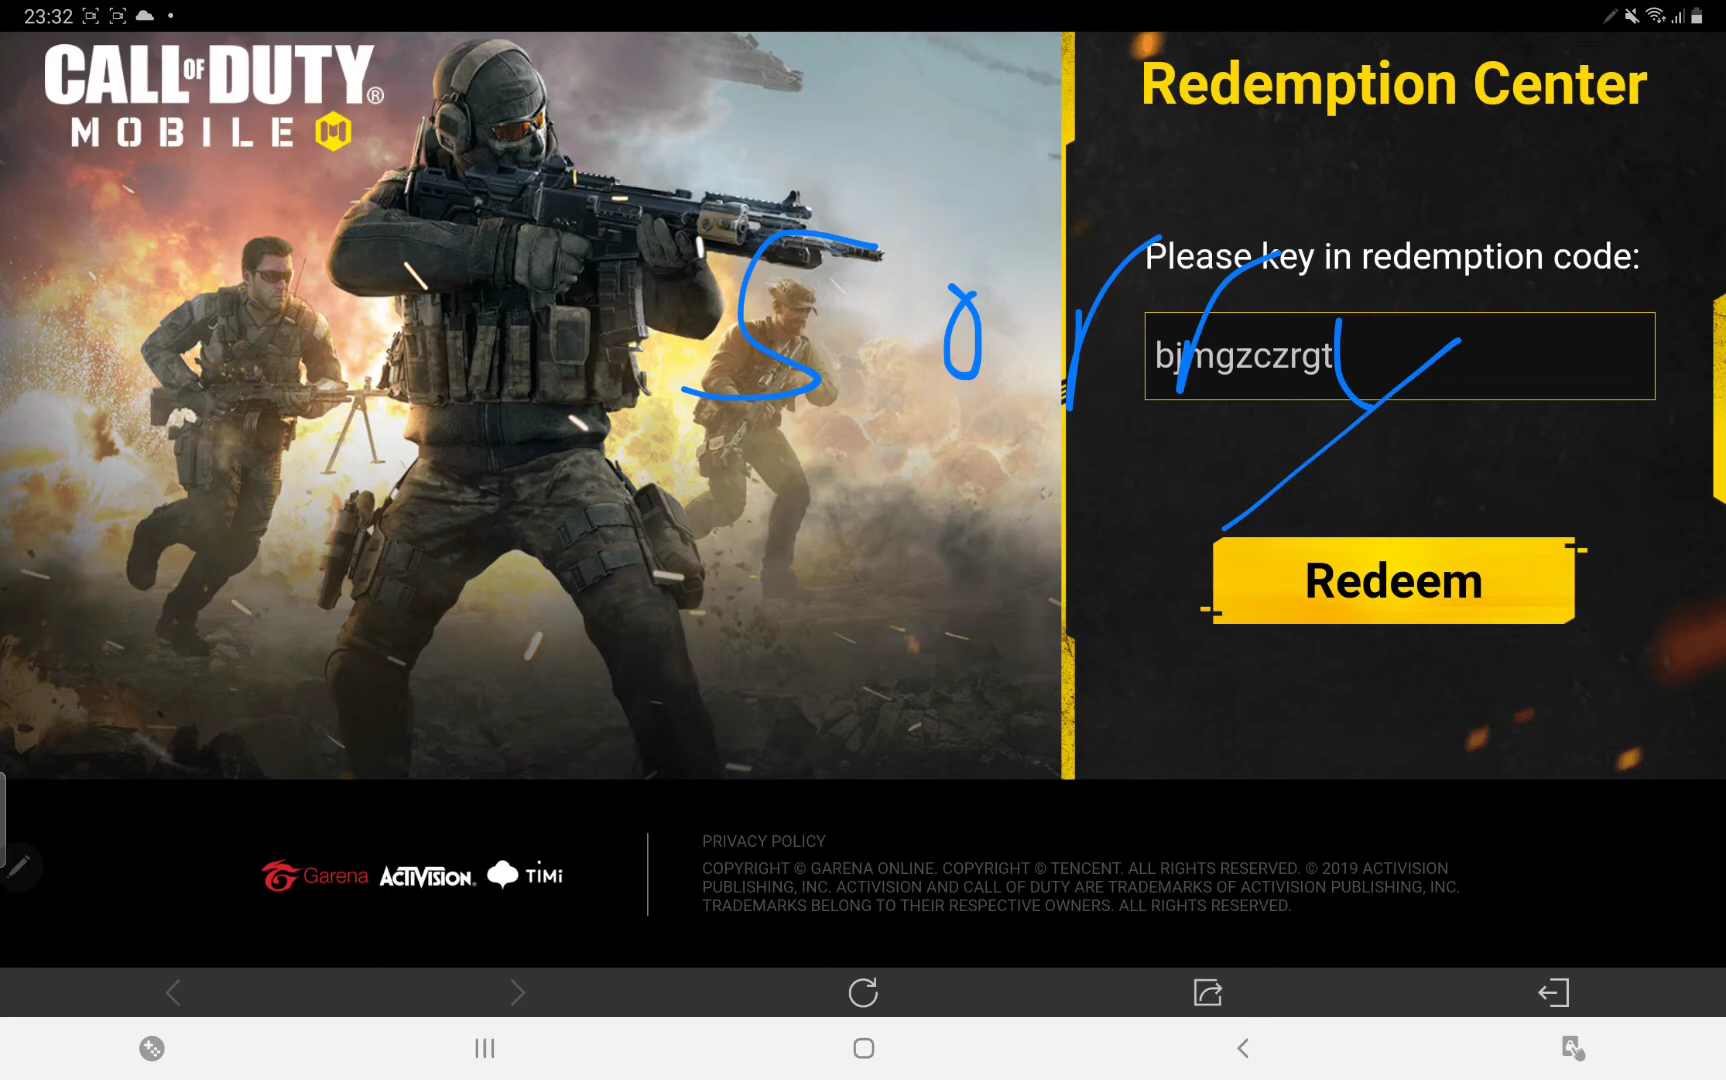 23:32
CALL OF DUTY®
MOBILE
Redemption Center
Please key in redemption code:
bjmgzczrgt
Sorry
Redeem
Garena ACTIVISION. TiMi
PRIVACY POLICY
COPYRIGHT © GARENA ONLINE. COPYRIGHT © TENCENT. ALL RIGHTS RESERVED. © 2019 ACTIVISION
PUBLISHING, INC. ACTIVISION AND CALL OF DUTY ARE TRADEMARKS OF ACTIVISION PUBLISHING, INC.
TRADEMARKS BELONG TO THEIR RESPECTIVE OWNERS. ALL RIGHTS RESERVED.